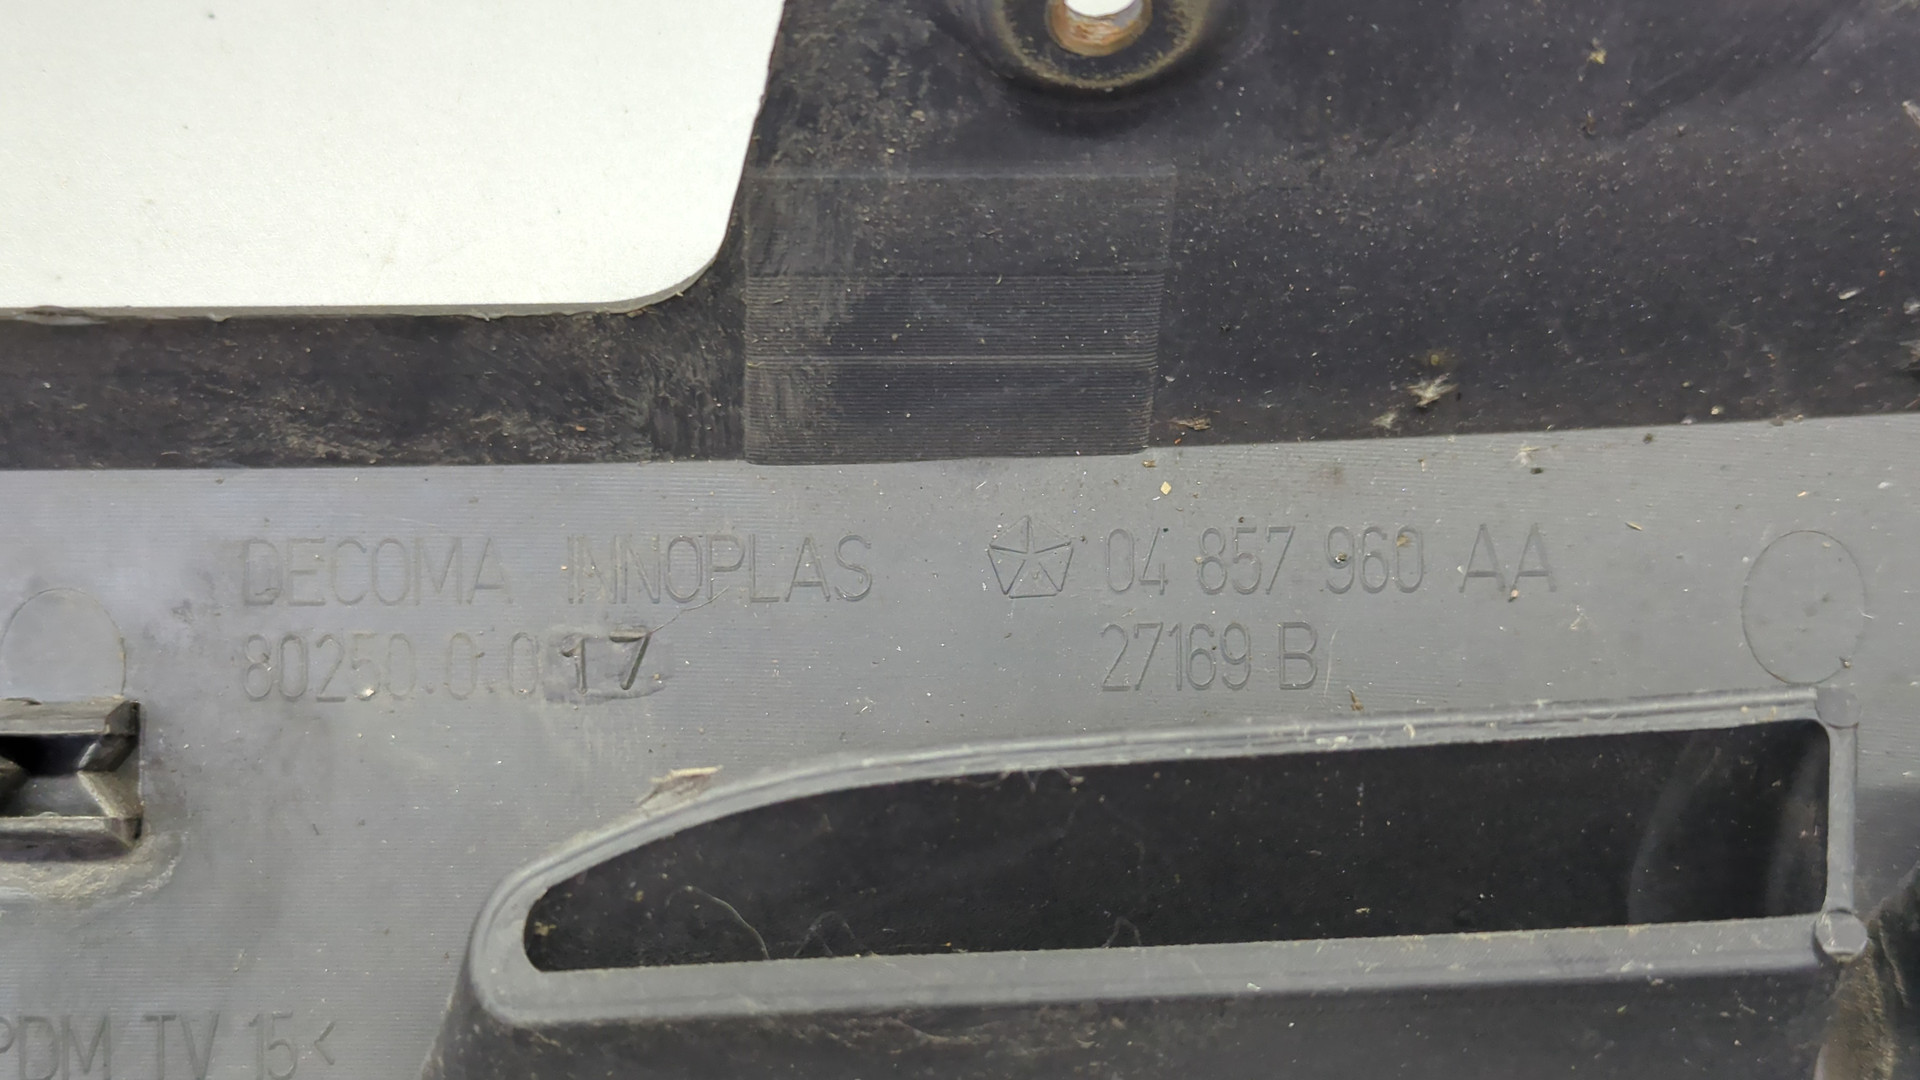 DECOMA INNOPLAS 04 857 960 AA
80250.0.017 27169 B
PDM TV 15<